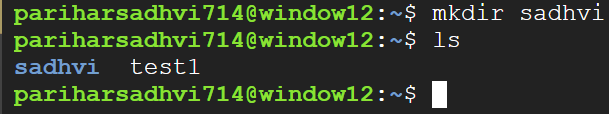 pariharsadhvi714@window12:~$ mkdir sadhvi
pariharsadhvi714@window12:~$ ls
sadhvi  test1
pariharsadhvi714@window12:~$